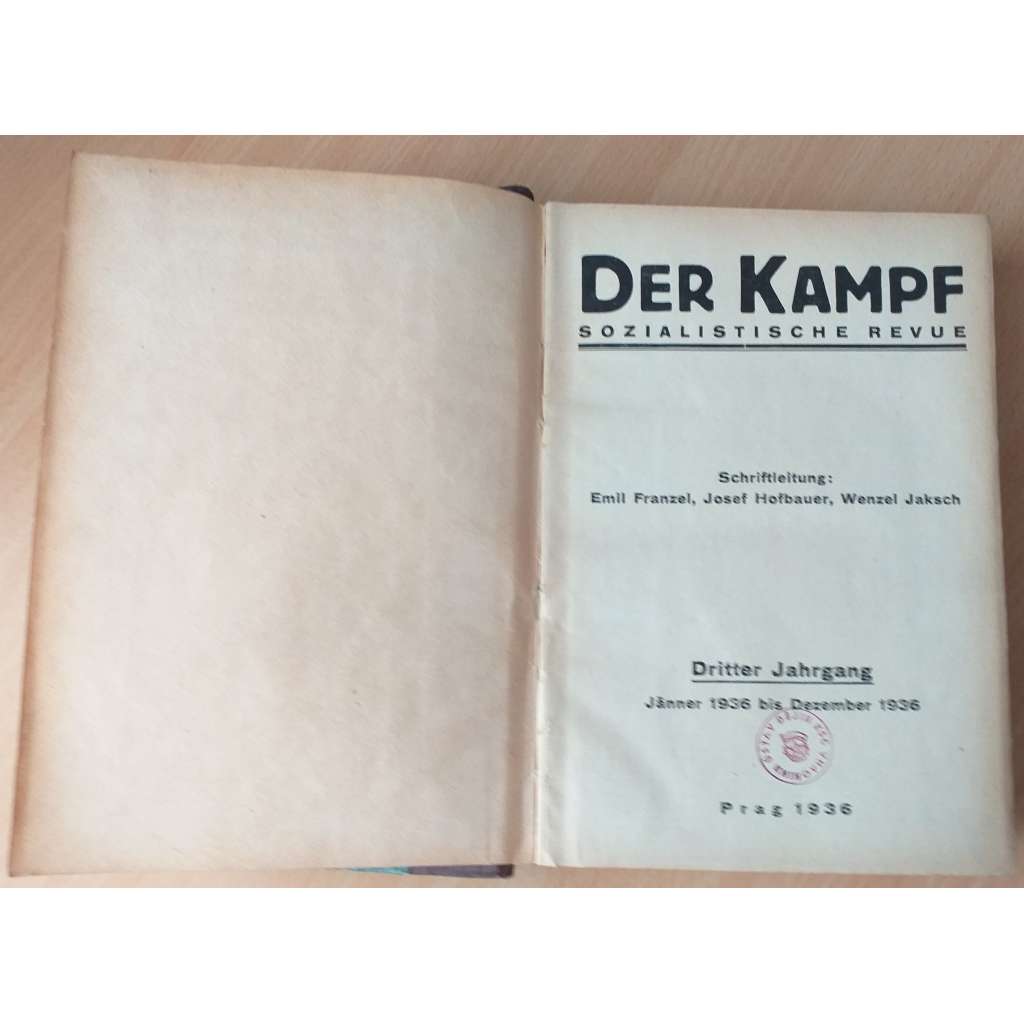 DER KAMPF
SOZIALISTISCHE REVUE
Schriftleitung:
Emil Franzel, Josef Hofbauer, Wenzel Jaksch
Dritter Jahrgang
Jänner 1936 bis Dezember 1936
Prag 1936